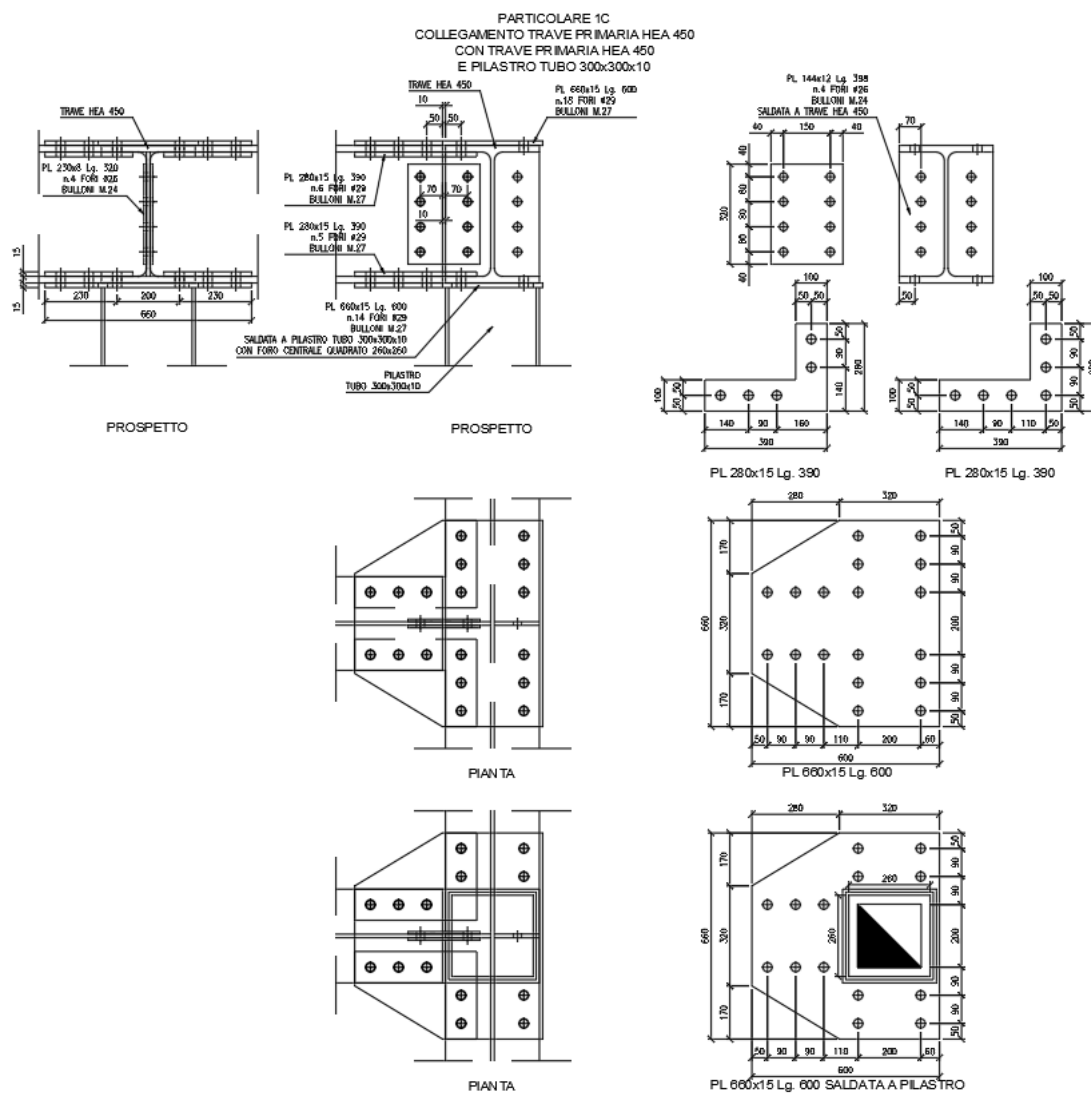 PARTICOLARE 1C
COLLEGAMENTO TRAVE PRIMARIA HEA 450
CON TRAVE PRIMARIA HEA 450
E PILASTRO TUBO 300x300x10
TRAVE HEA 450
PL 230x8 Lg. 320
n.4 FORI ø26
BULLONI M.24
15
15
230
200
230
660
PROSPETTO
TRAVE HEA 450
10
50
50
PL 660x15 Lg. 600
n.18 FORI ø29
BULLONI M.27
PL 280x15 Lg. 390
n.6 FORI ø29
BULLONI M.27
70
70
10
PL 280x15 Lg. 390
n.5 FORI ø29
BULLONI M.27
PL 660x15 Lg. 600
n.14 FORI ø29
BULLONI M.27
SALDATA A PILASTRO TUBO 300x300x10
CON FORO CENTRALE QUADRATO 260x260
PILASTRO
TUBO 300x300x10
PROSPETTO
PL 144x12 Lg. 398
n.4 FORI ø26
BULLONI M.24
SALDATA A TRAVE HEA 450
40
150
40
40
80
80
80
40
320
70
50
100
50
50
50
90
140
280
100
50
50
140
90
160
390
PL 280x15 Lg. 390
100
50
50
50
90
90
50
100
50
50
140
90
110
50
390
PL 280x15 Lg. 390
PIANTA
280
320
170
320
170
660
50
90
90
200
90
90
50
50
90
90
110
200
60
600
PL 660x15 Lg. 600
PIANTA
280
320
170
320
170
660
260
260
50
90
90
200
90
90
50
50
90
90
110
200
60
600
PL 660x15 Lg. 600 SALDATA A PILASTRO